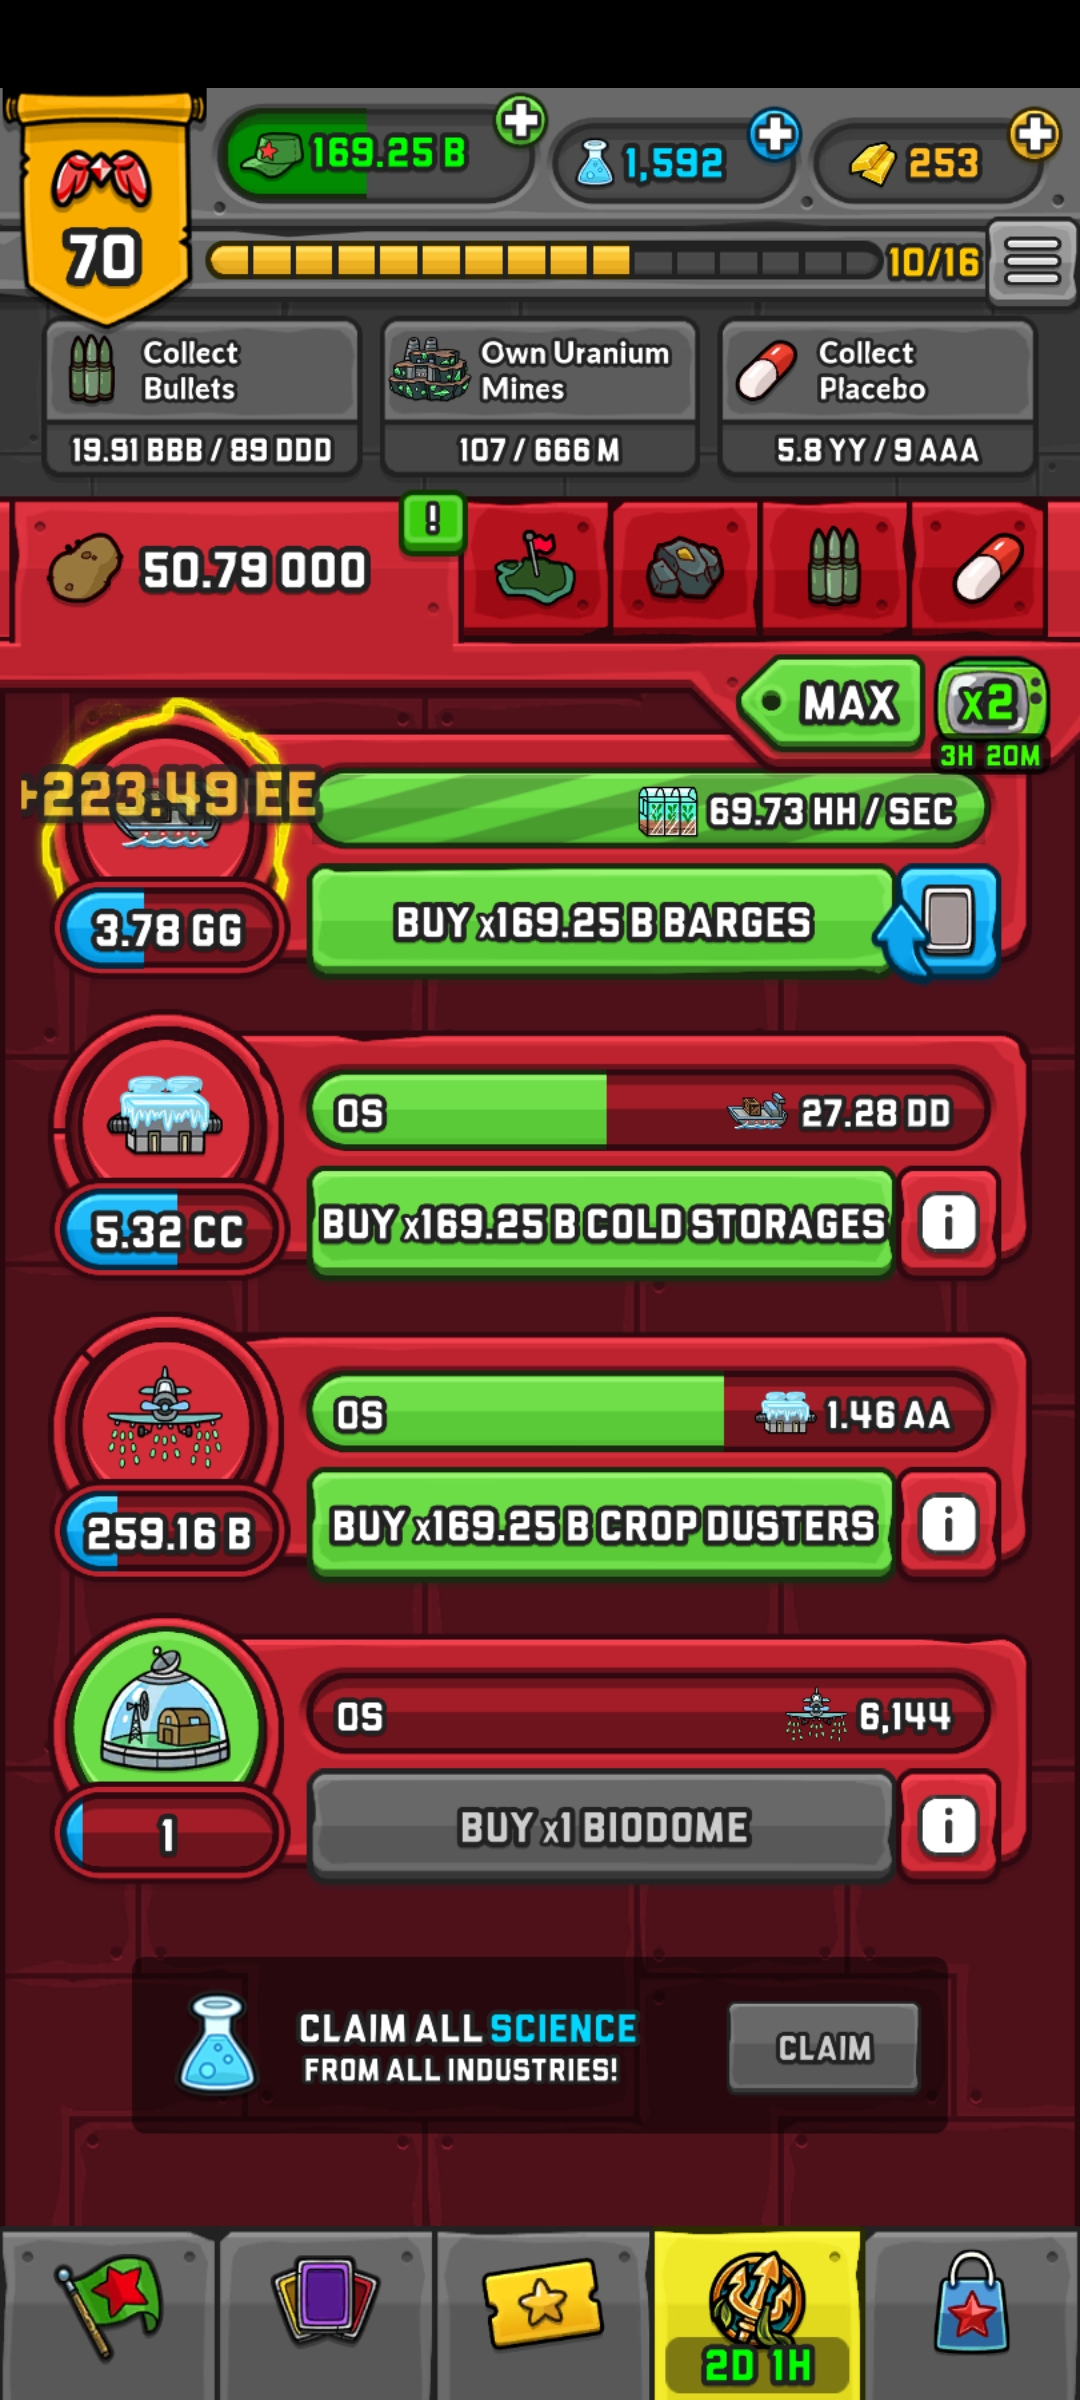 169.25 B
1,592
253
70
10/16
Collect
Bullets
19.91 BBB / 89 DDD
Own Uranium
Mines
107 / 666 M
Collect
Placebo
5.8 YY / 9 AAA
50.79 OOO
!
MAX
x2
3H 20M
+223.49 EE
69.73 HH / SEC
3.78 GG
BUY x169.25 B BARGES
0S
27.28 DD
5.32 CC
BUY x169.25 B COLD STORAGES
i
0S
1.46 AA
259.16 B
BUY x169.25 B CROP DUSTERS
i
0S
6,144
1
BUY x1 BIODOME
i
CLAIM ALL SCIENCE
FROM ALL INDUSTRIES!
CLAIM
2D 1H